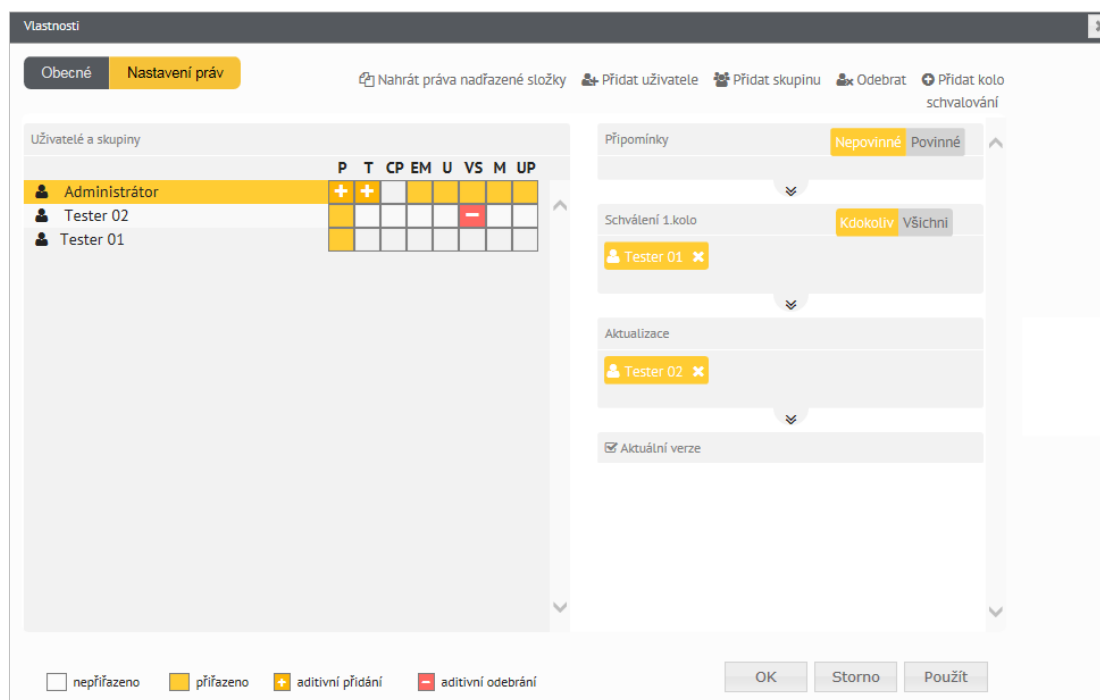 Vlastnosti
Obecné Nastavení práv
Nahrát práva nadřazené složky Přidat uživatele Přidat skupinu Odebrat Přidat kolo
schvalování
Uživatelé a skupiny
P T CP EM U VS M UP
Administrátor
Tester 02
Tester 01
Připomínky Nepovinné Povinné
Schválení 1.kolo Kdokoliv Všichni
Tester 01
Aktualizace
Tester 02
Aktuální verze
nepřiřazeno přiřazeno aditivní přidání aditivní odebrání
OK Storno Použít